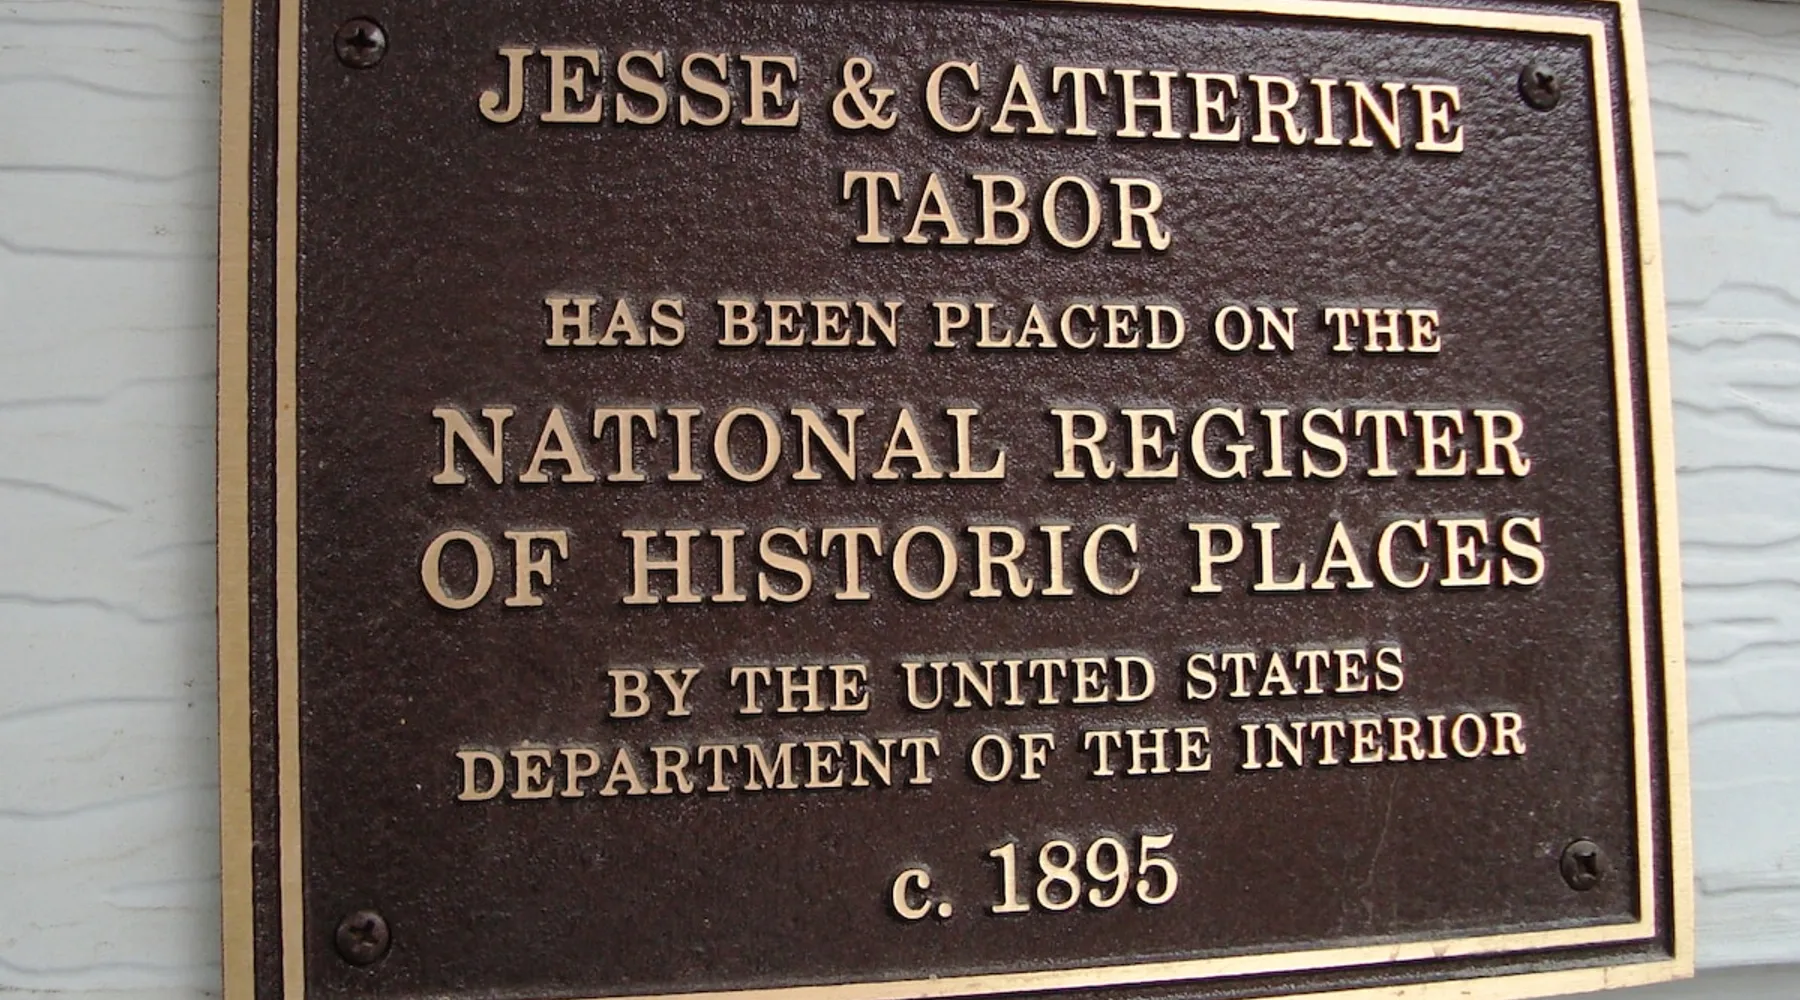 JESSE & CATHERINE
TABOR
HAS BEEN PLACED ON THE
NATIONAL REGISTER
OF HISTORIC PLACES
BY THE UNITED STATES
DEPARTMENT OF THE INTERIOR
c. 1895